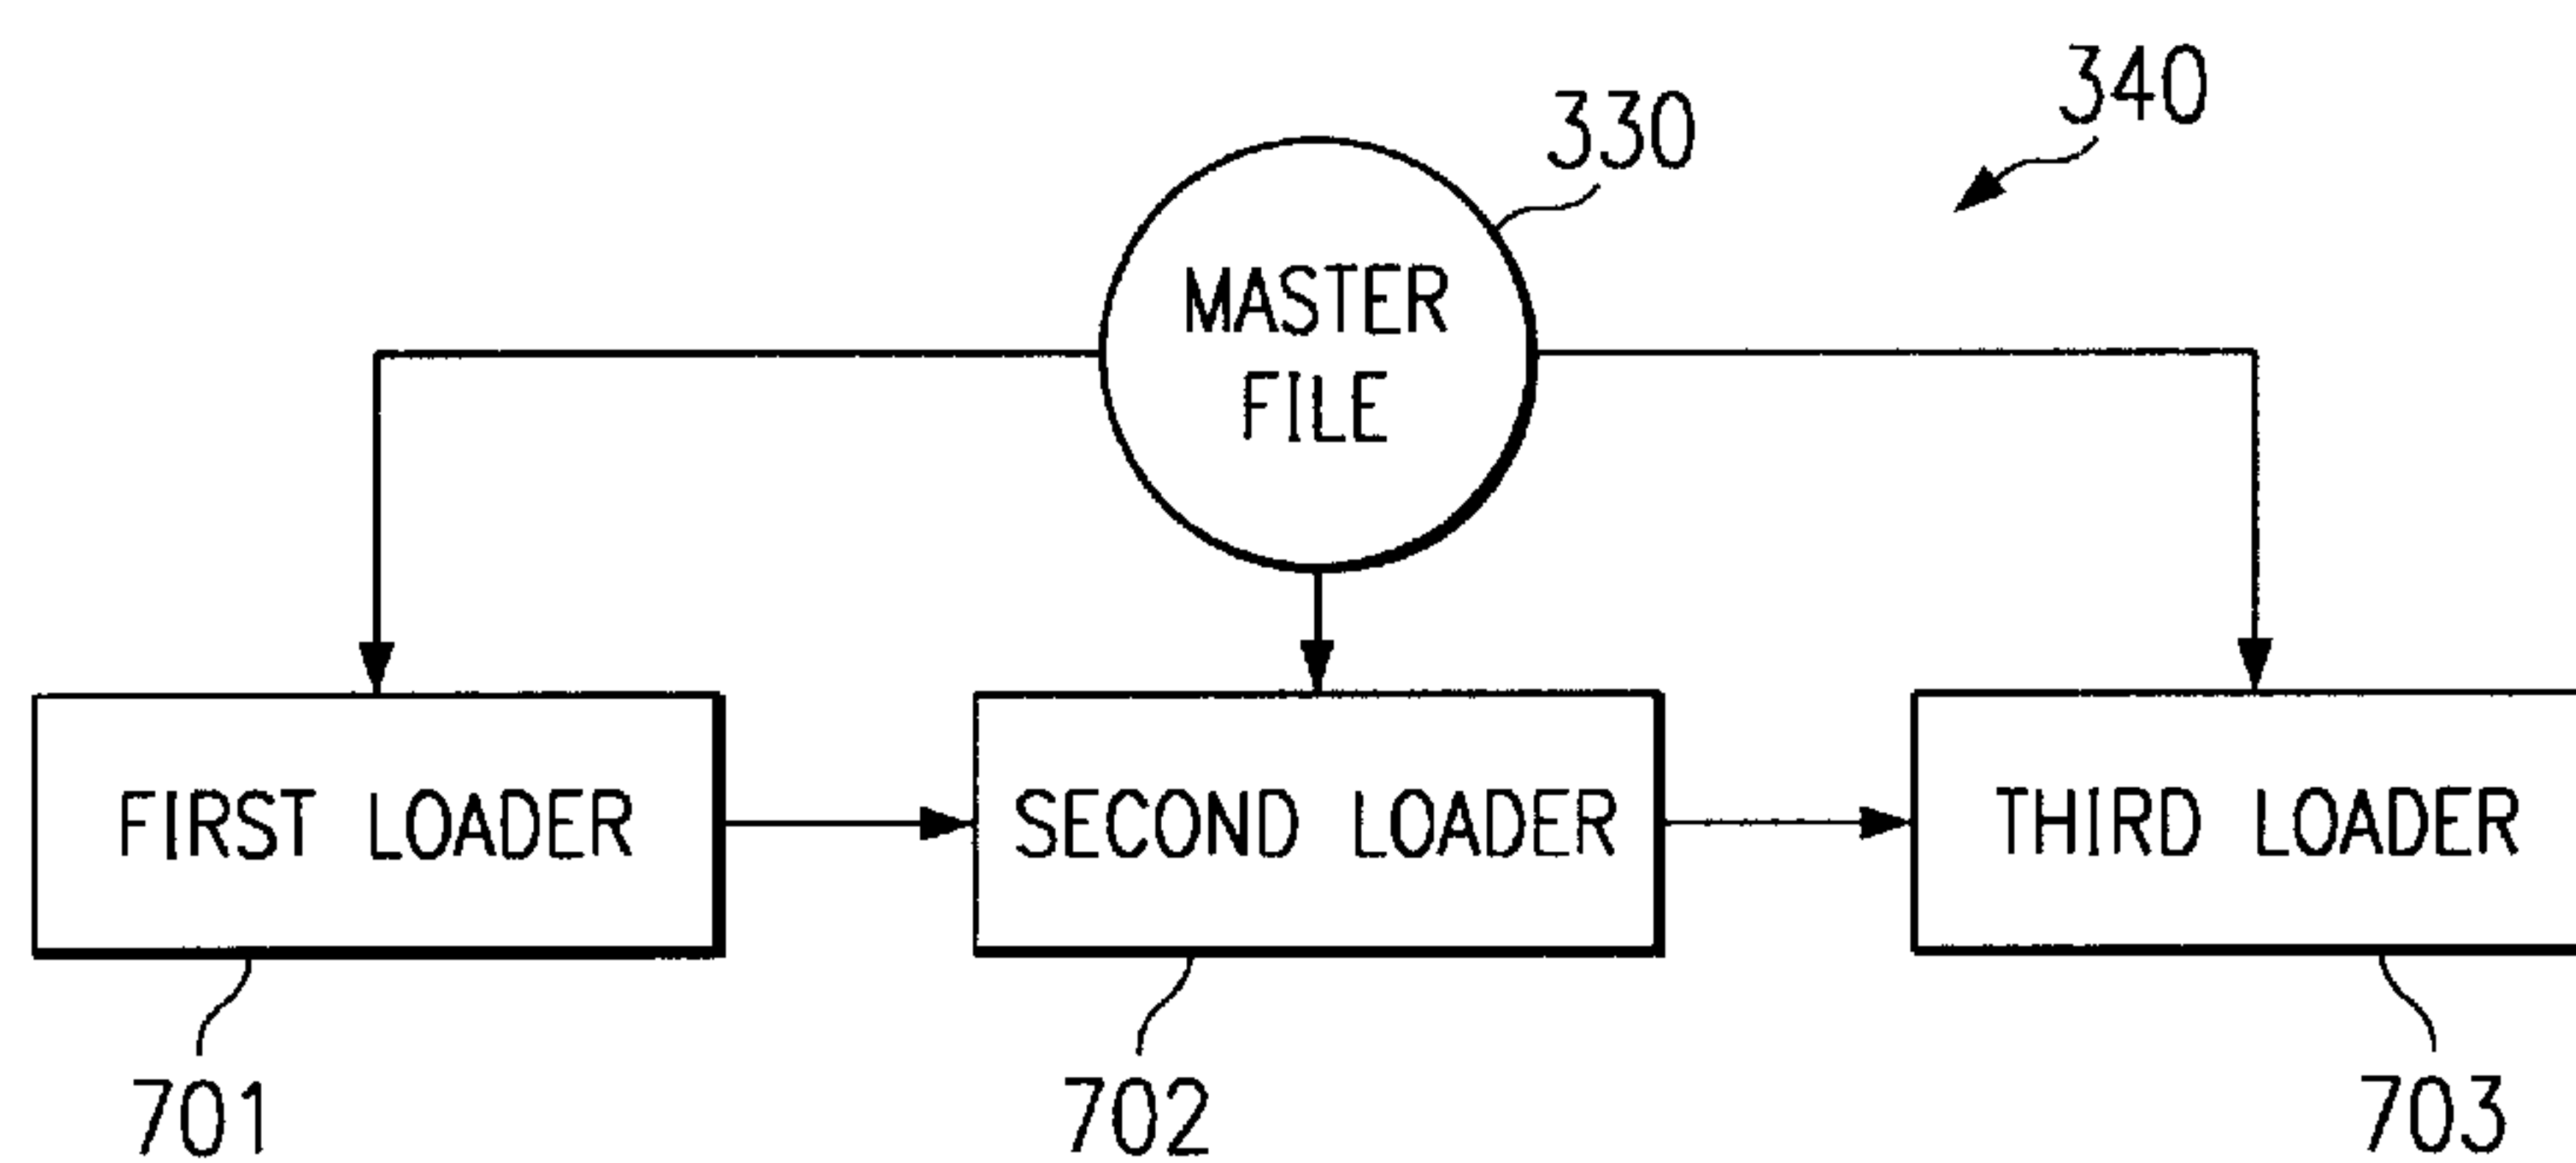 340
330
MASTER
FILE
FIRST LOADER
SECOND LOADER
THIRD LOADER
701
702
703